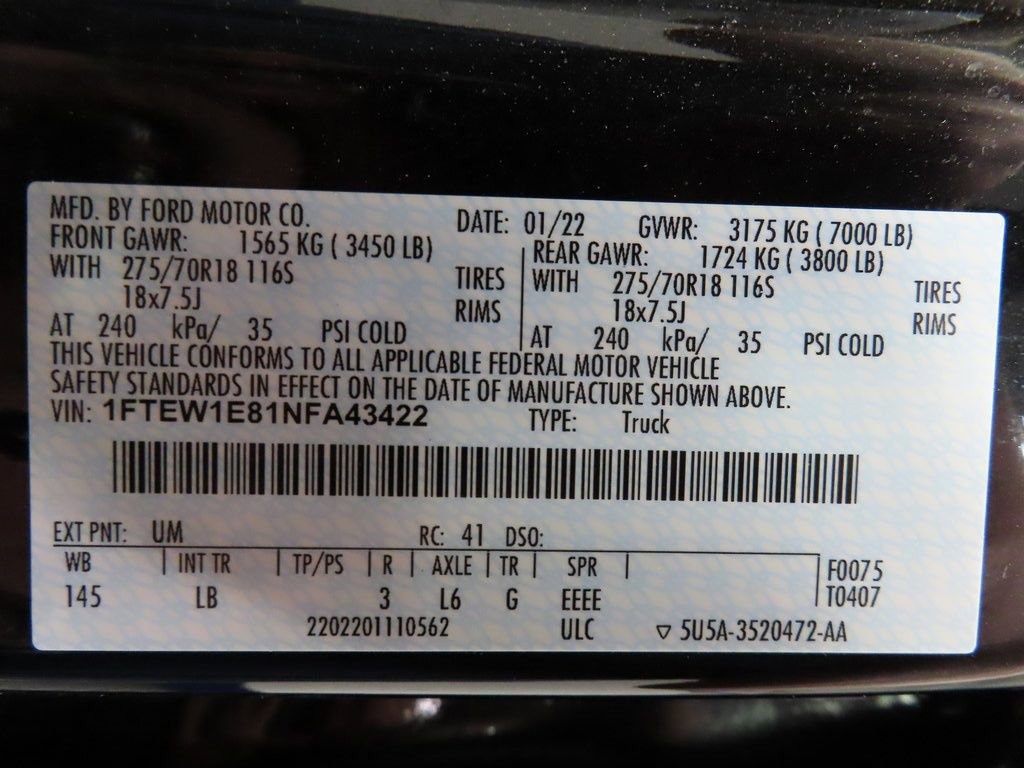 MFD. BY FORD MOTOR CO. DATE: 01/22 GVWR: 3175 KG ( 7000 LB)
FRONT GAWR: 1565 KG ( 3450 LB) REAR GAWR: 1724 KG ( 3800 LB)
WITH 275/70R18 116S TIRES WITH 275/70R18 116S TIRES
18x7.5J RIMS 18x7.5J RIMS
AT 240 kPa/ 35 PSI COLD AT 240 kPa/ 35 PSI COLD
THIS VEHICLE CONFORMS TO ALL APPLICABLE FEDERAL MOTOR VEHICLE
SAFETY STANDARDS IN EFFECT ON THE DATE OF MANUFACTURE SHOWN ABOVE.
VIN: 1FTEW1E81NFA43422 TYPE: Truck
EXT PNT: UM RC: 41 DSO:
WB INT TR TP/PS R AXLE TR SPR F0075
145 LB 3 L6 G EEEE T0407
2202201110562 ULC ▽ 5U5A-3520472-AA